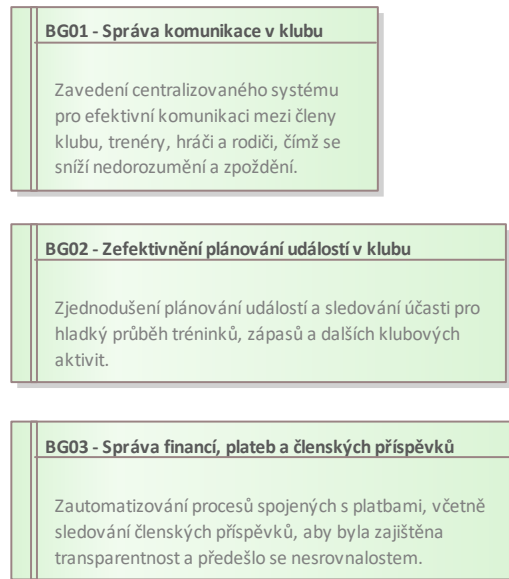 BG01 - Správa komunikace v klubu
Zavedení centralizovaného systému
pro efektivní komunikaci mezi členy
klubu, trenéry, hráči a rodiči, čímž se
sníží nedorozumění a zpoždění.
BG02 - Zefektivnění plánování událostí v klubu
Zjednodušení plánování událostí a sledování účasti pro
hladký průběh tréninků, zápasů a dalších klubových
aktivit.
BG03 - Správa financí, plateb a členských příspěvků
Zautomatizování procesů spojených s platbami, včetně
sledování členských příspěvků, aby byla zajištěna
transparentnost a předešlo se nesrovnalostem.